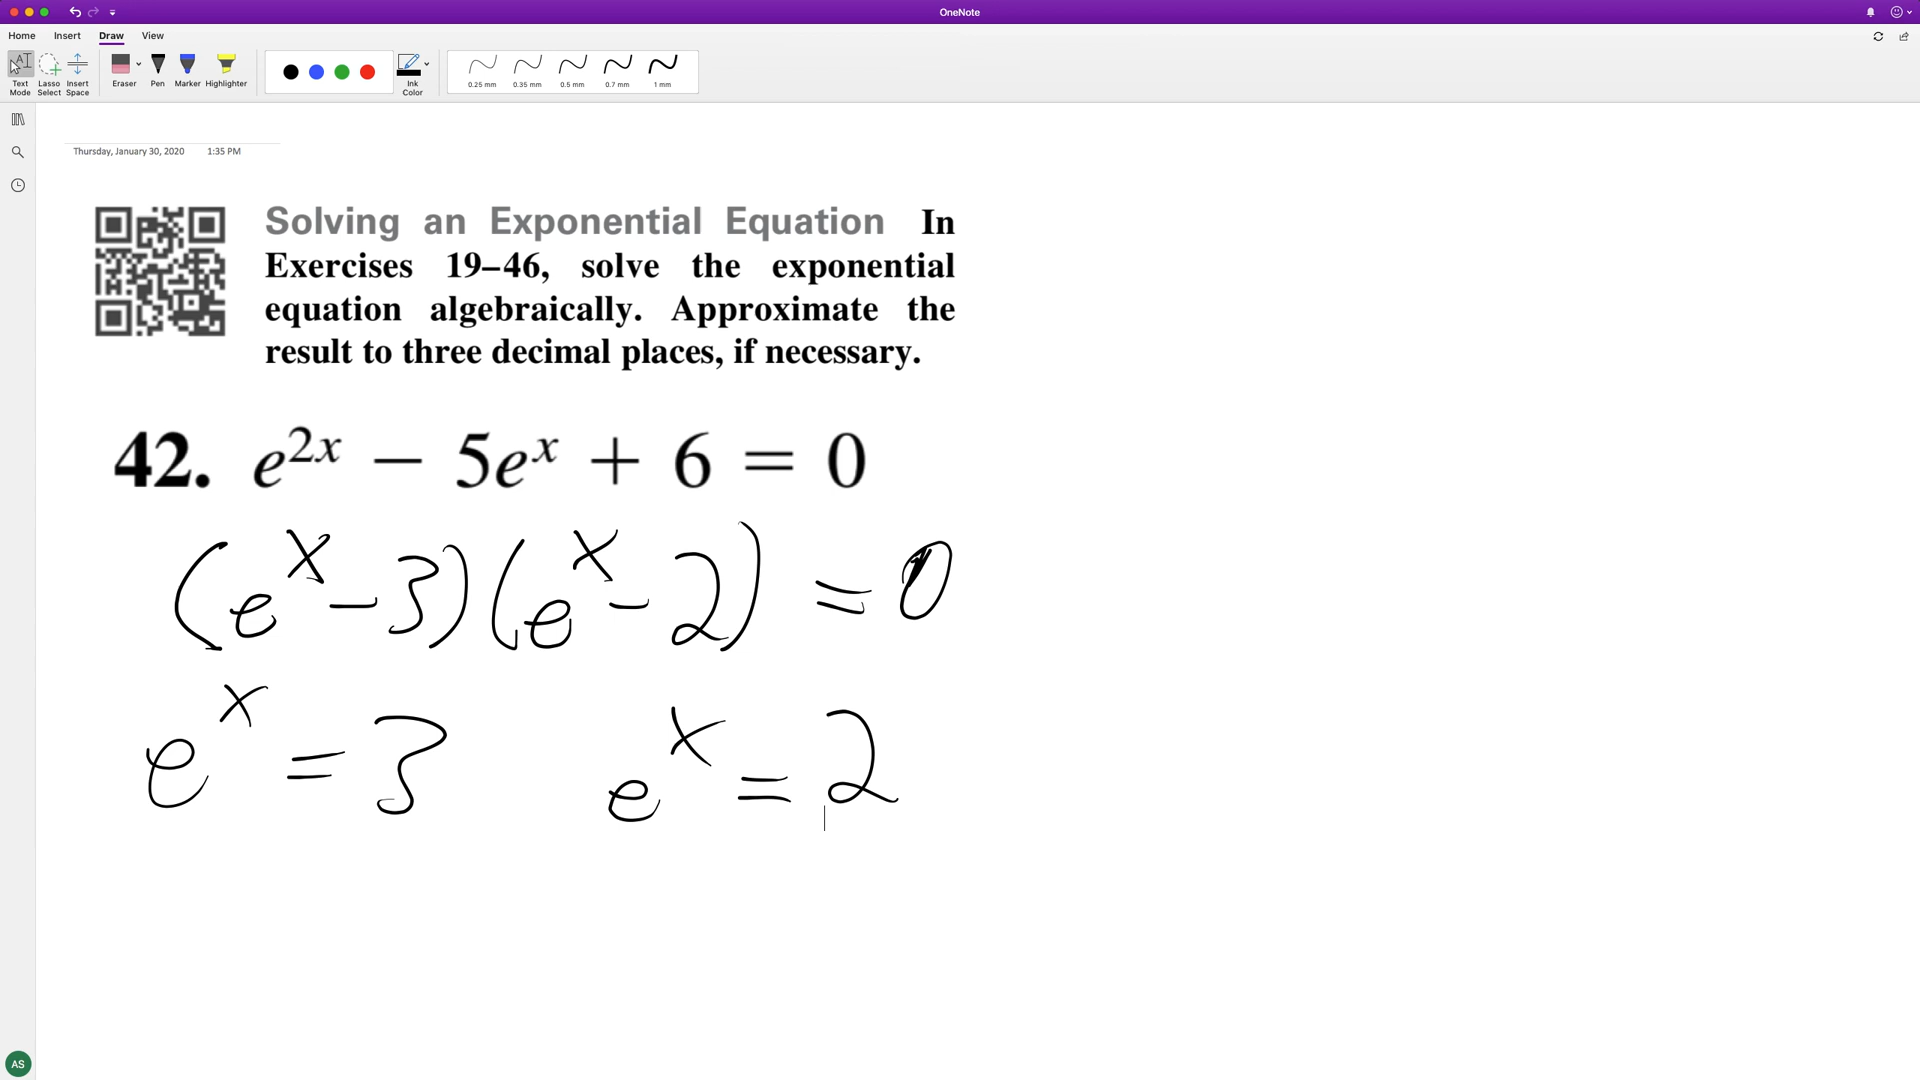 OneNote
Home Insert Draw View
Text Mode Lasso Select Insert Space Eraser Pen Marker Highlighter Ink Color 0.25 mm 0.35 mm 0.5 mm 0.7 mm 1 mm
Thursday, January 30, 2020 1:35 PM
Solving an Exponential Equation In
Exercises 19–46, solve the exponential
equation algebraically. Approximate the
result to three decimal places, if necessary.
42. e^{2x} − 5e^x + 6 = 0
(e^x − 3)(e^x − 2) = 0
e^x = 3 e^x = 2
AS